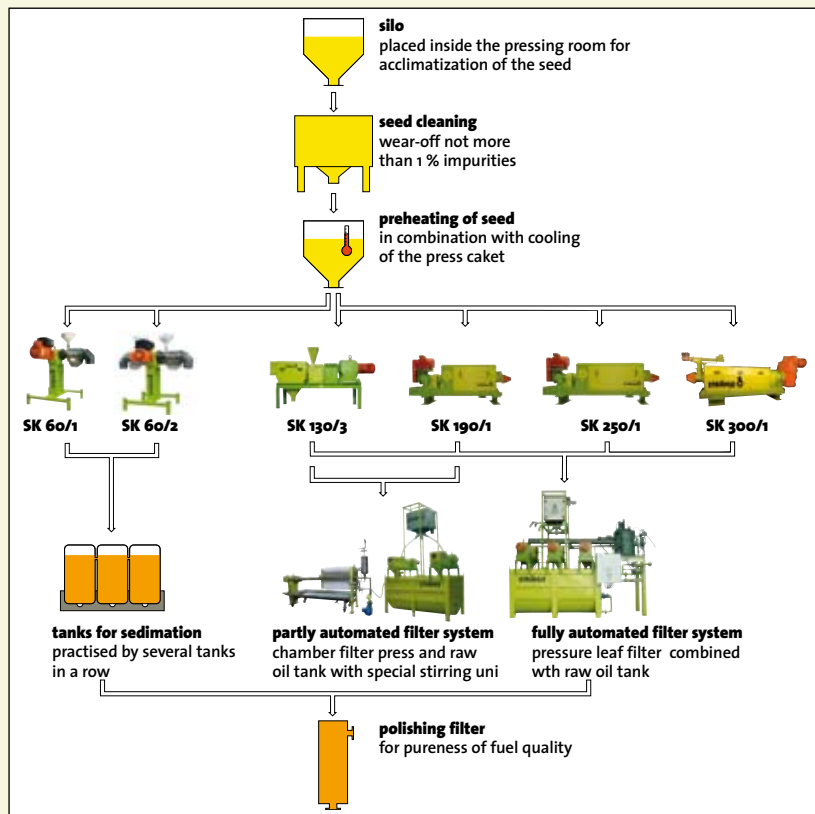 silo
placed inside the pressing room for
acclimatization of the seed
seed cleaning
wear-off not more
than 1 % impurities
preheating of seed
in combination with cooling
of the press caket
SK 60/1
SK 60/2
SK 130/3
SK 190/1
SK 250/1
SK 300/1
tanks for sedimation
practised by several tanks
in a row
partly automated filter system
chamber filter press and raw
oil tank with special stirring uni
fully automated filter system
pressure leaf filter combined
wth raw oil tank
polishing filter
for pureness of fuel quality